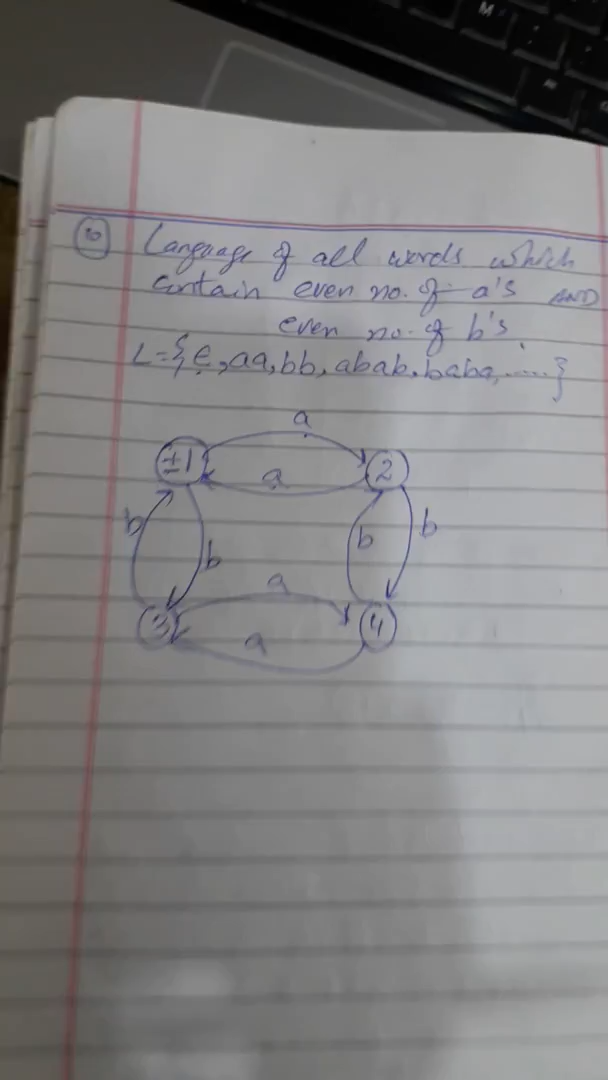 10 Language of all words which
contain even no. of a's AND
even no. of b's.
L={ε,aa,bb,abab,baba,.....}
a
±1 a 2
b b b b
a
3 a 4
M